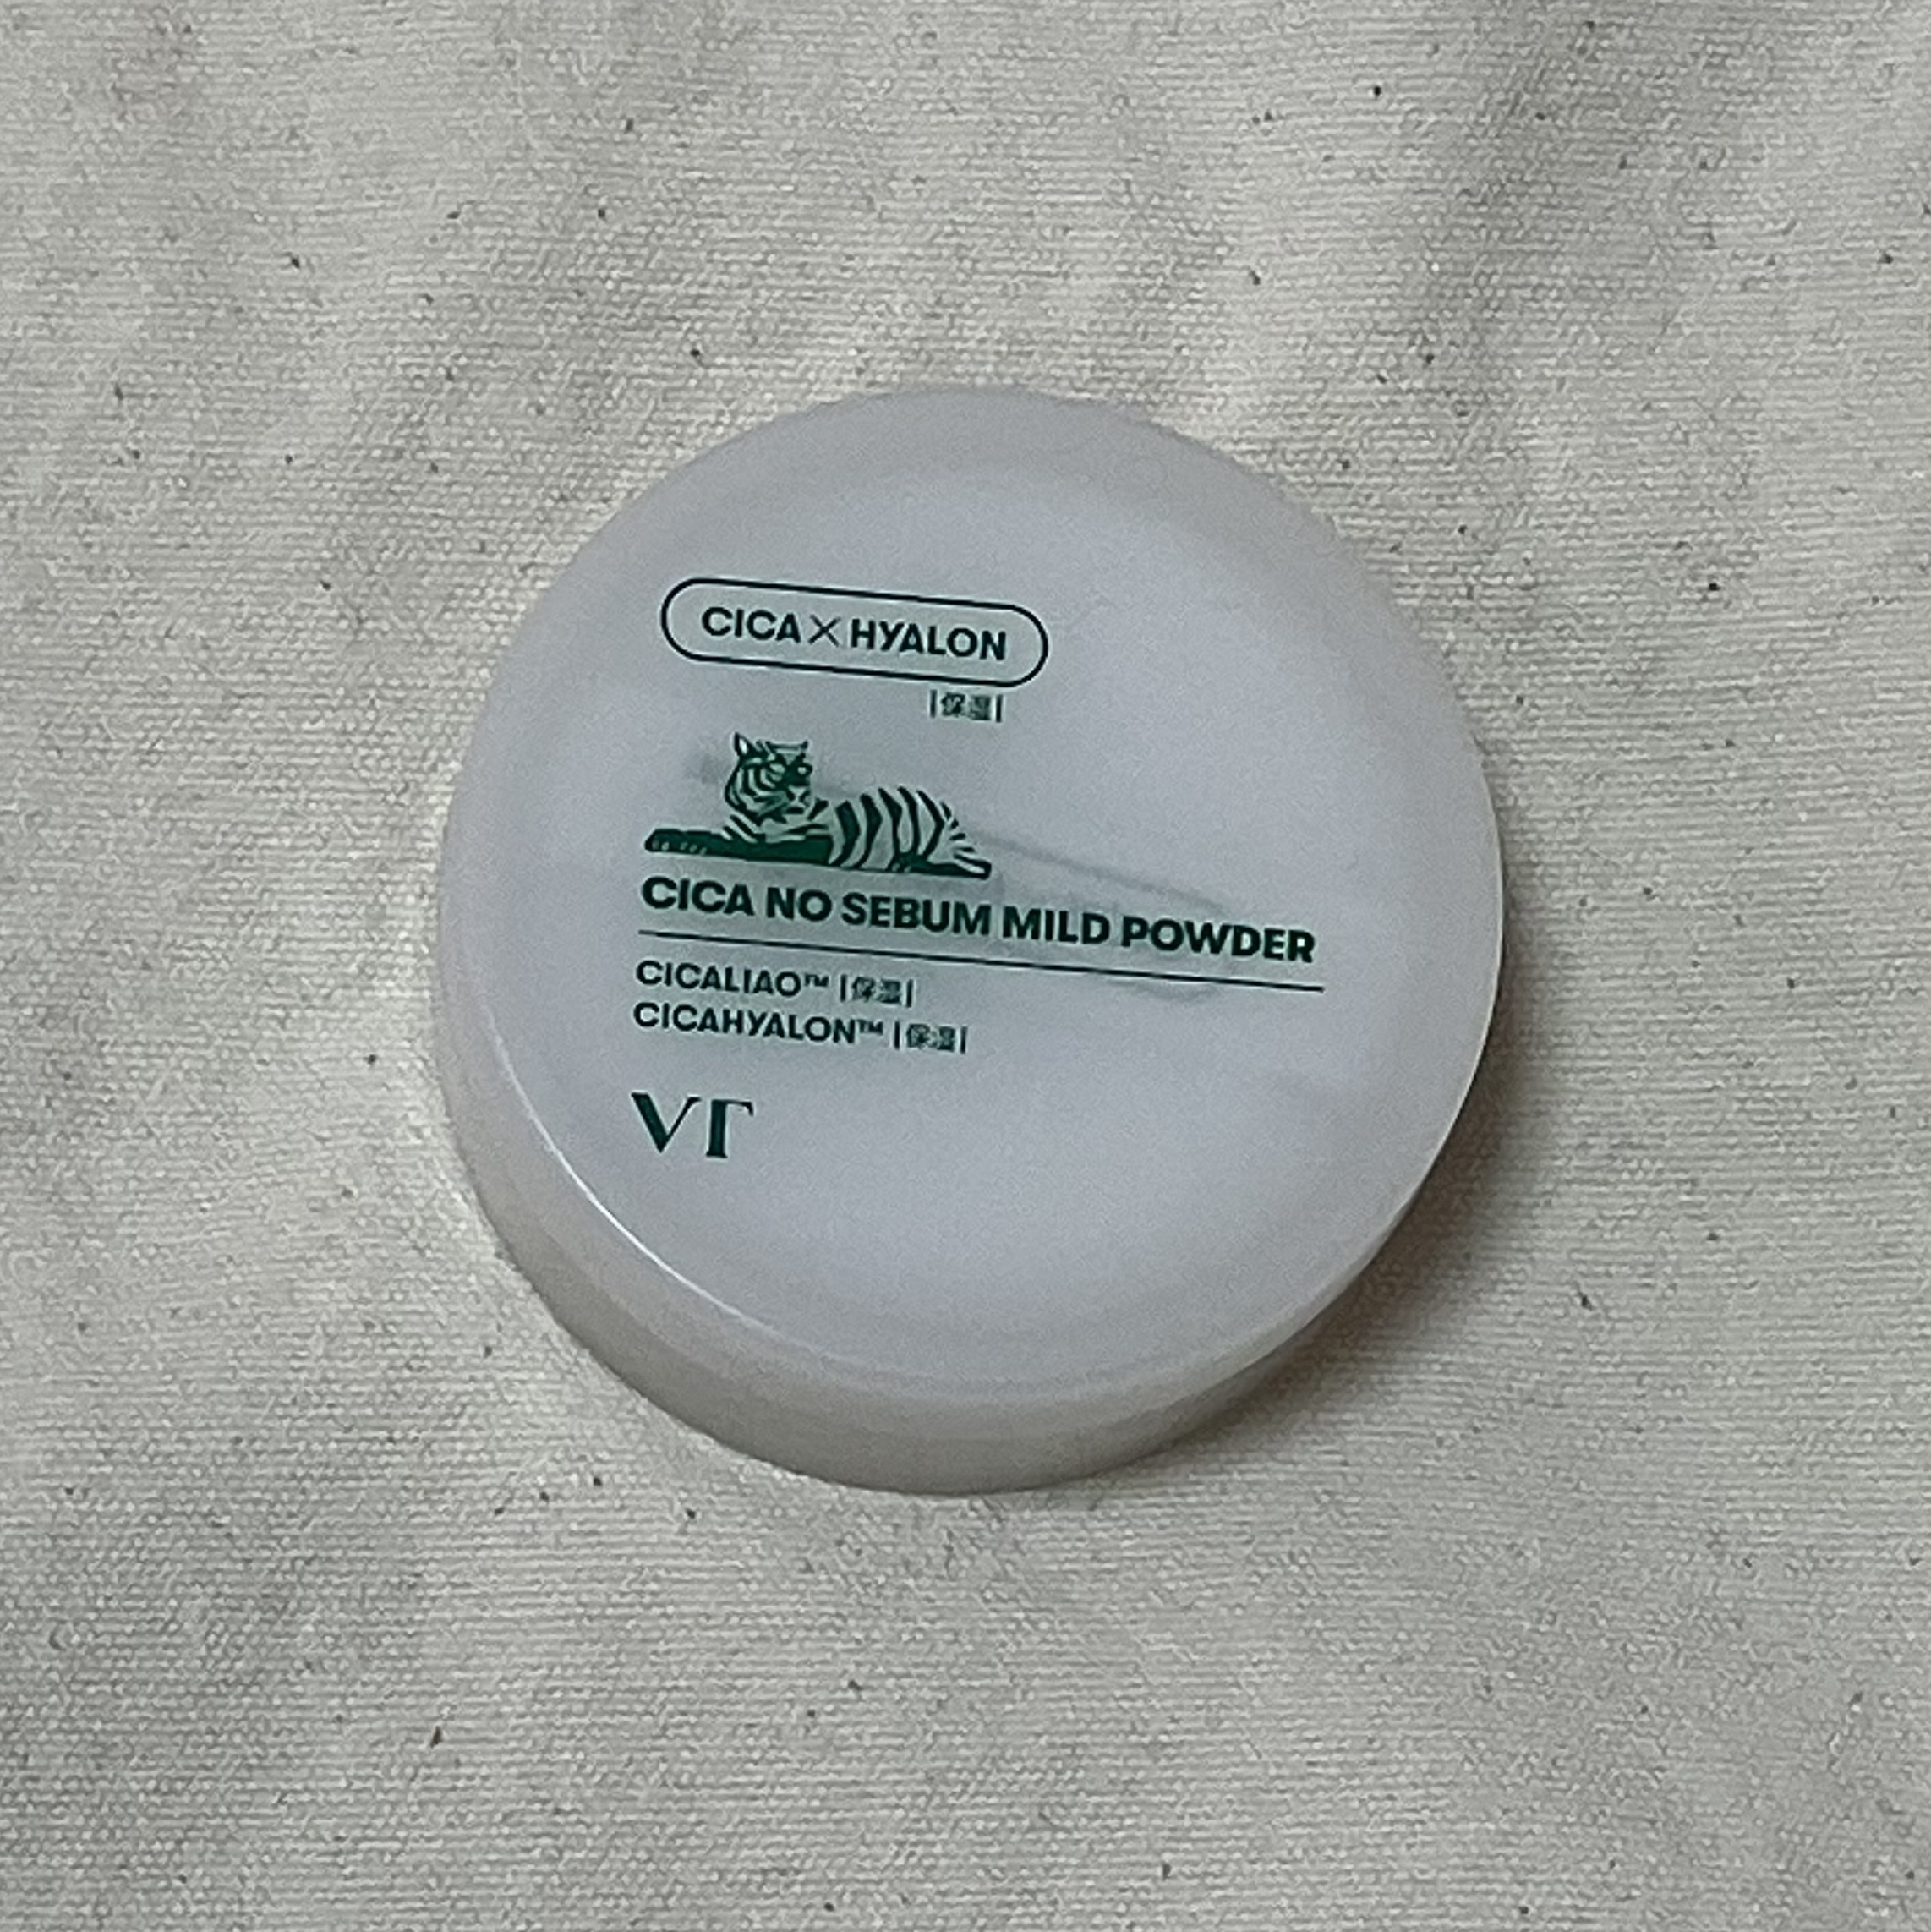 CICA×HYALON
|保湿|
CICA NO SEBUM MILD POWDER
CICALIAO™ |保湿|
CICAHYALON™ |保湿|
VT